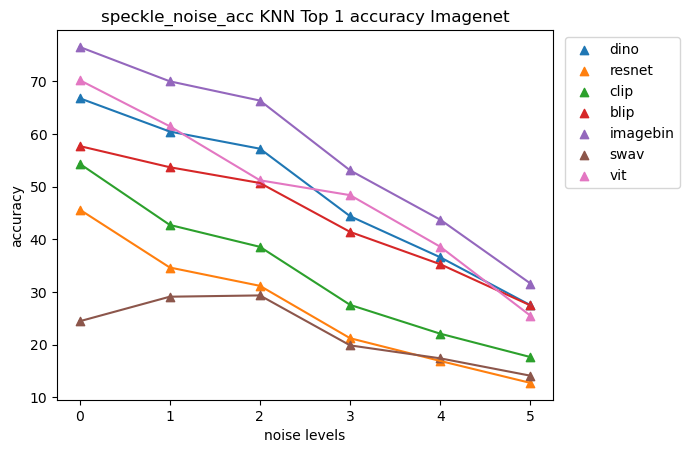 speckle_noise_acc KNN Top 1 accuracy Imagenet
accuracy
70
60
50
40
30
20
10
0 1 2 3 4 5
noise levels
dino
resnet
clip
blip
imagebin
swav
vit